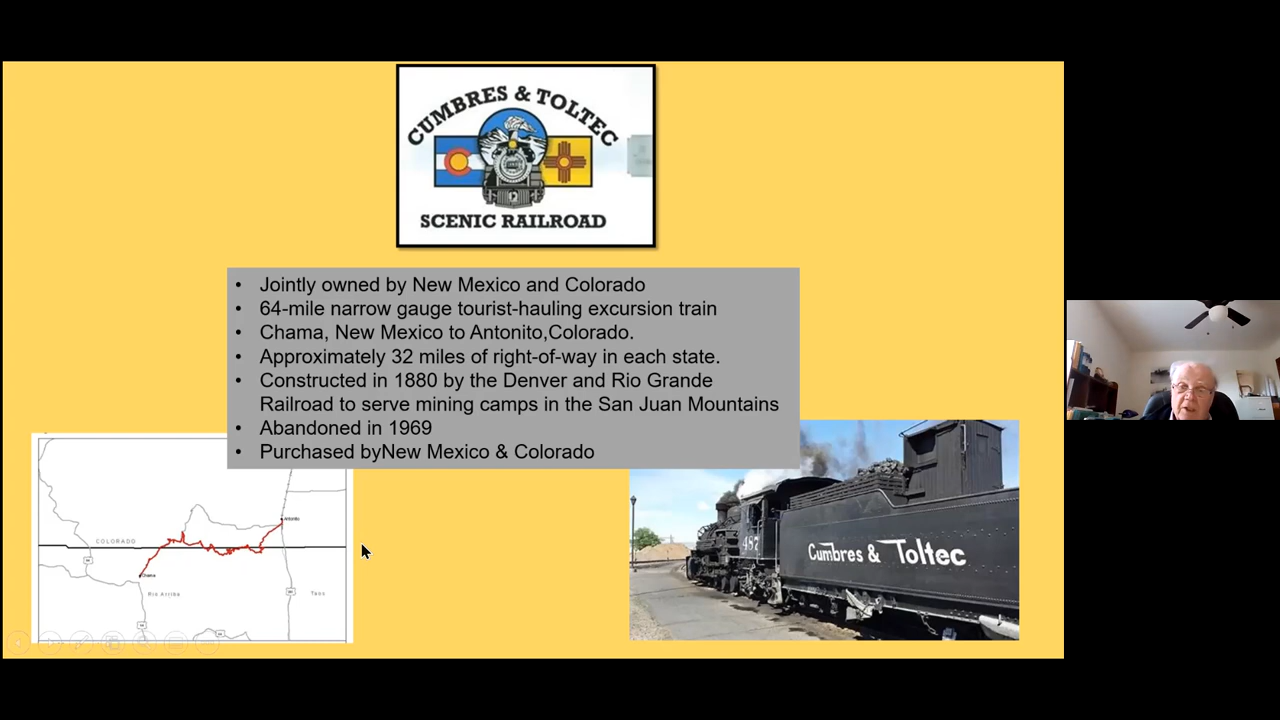 CUMBRES & TOLTEC
SCENIC RAILROAD
• Jointly owned by New Mexico and Colorado
• 64-mile narrow gauge tourist-hauling excursion train
• Chama, New Mexico to Antonito,Colorado.
• Approximately 32 miles of right-of-way in each state.
• Constructed in 1880 by the Denver and Rio Grande
Railroad to serve mining camps in the San Juan Mountains
• Abandoned in 1969
• Purchased byNew Mexico & Colorado
Antonito
COLORADO
Chama
Rio Arriba
Taos
487
Cumbres & Toltec